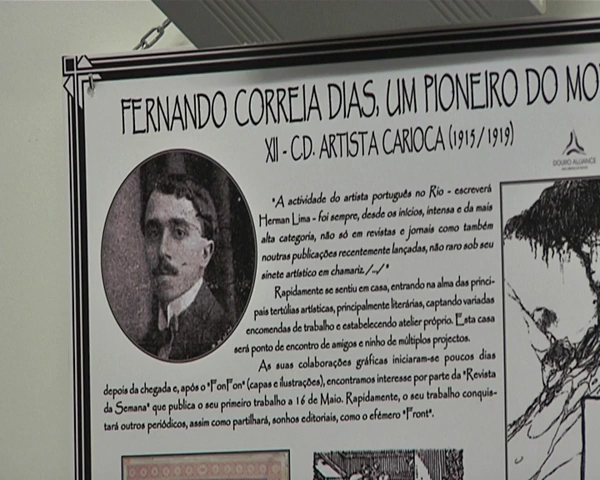 FERNANDO CORREIA DIAS, UM PIONEIRO DO MO
XII - CD. ARTISTA CARIOCA (1915/1919)
DOURO ALLIANCE
"A actividade do artista português no Rio - escreverá
Herman Lima - foi sempre, desde os inícios, intensa e da mais
alta categoria, não só em revistas e jornais como também
noutras publicações recentemente lançadas, não raro sob seu
sinete artístico em chamariz./.../"
Rapidamente se sentiu em casa, entrando na alma das princi-
pais tertúlias artísticas, principalmente literárias, captando variadas
encomendas de trabalho e estabelecendo atelier próprio. Esta casa
será ponto de encontro de amigos e ninho de múltiplos projectos.
As suas colaborações gráficas iniciaram-se poucos dias
depois da chegada e, após o "FonFon" (capas e ilustrações), encontramos interesse por parte da "Revista
da Semana" que publica o seu primeiro trabalho a 16 de Maio. Rapidamente, o seu trabalho conquis-
tará outros periódicos, assim como partilhará, sonhos editoriais, como o efémero "Front".